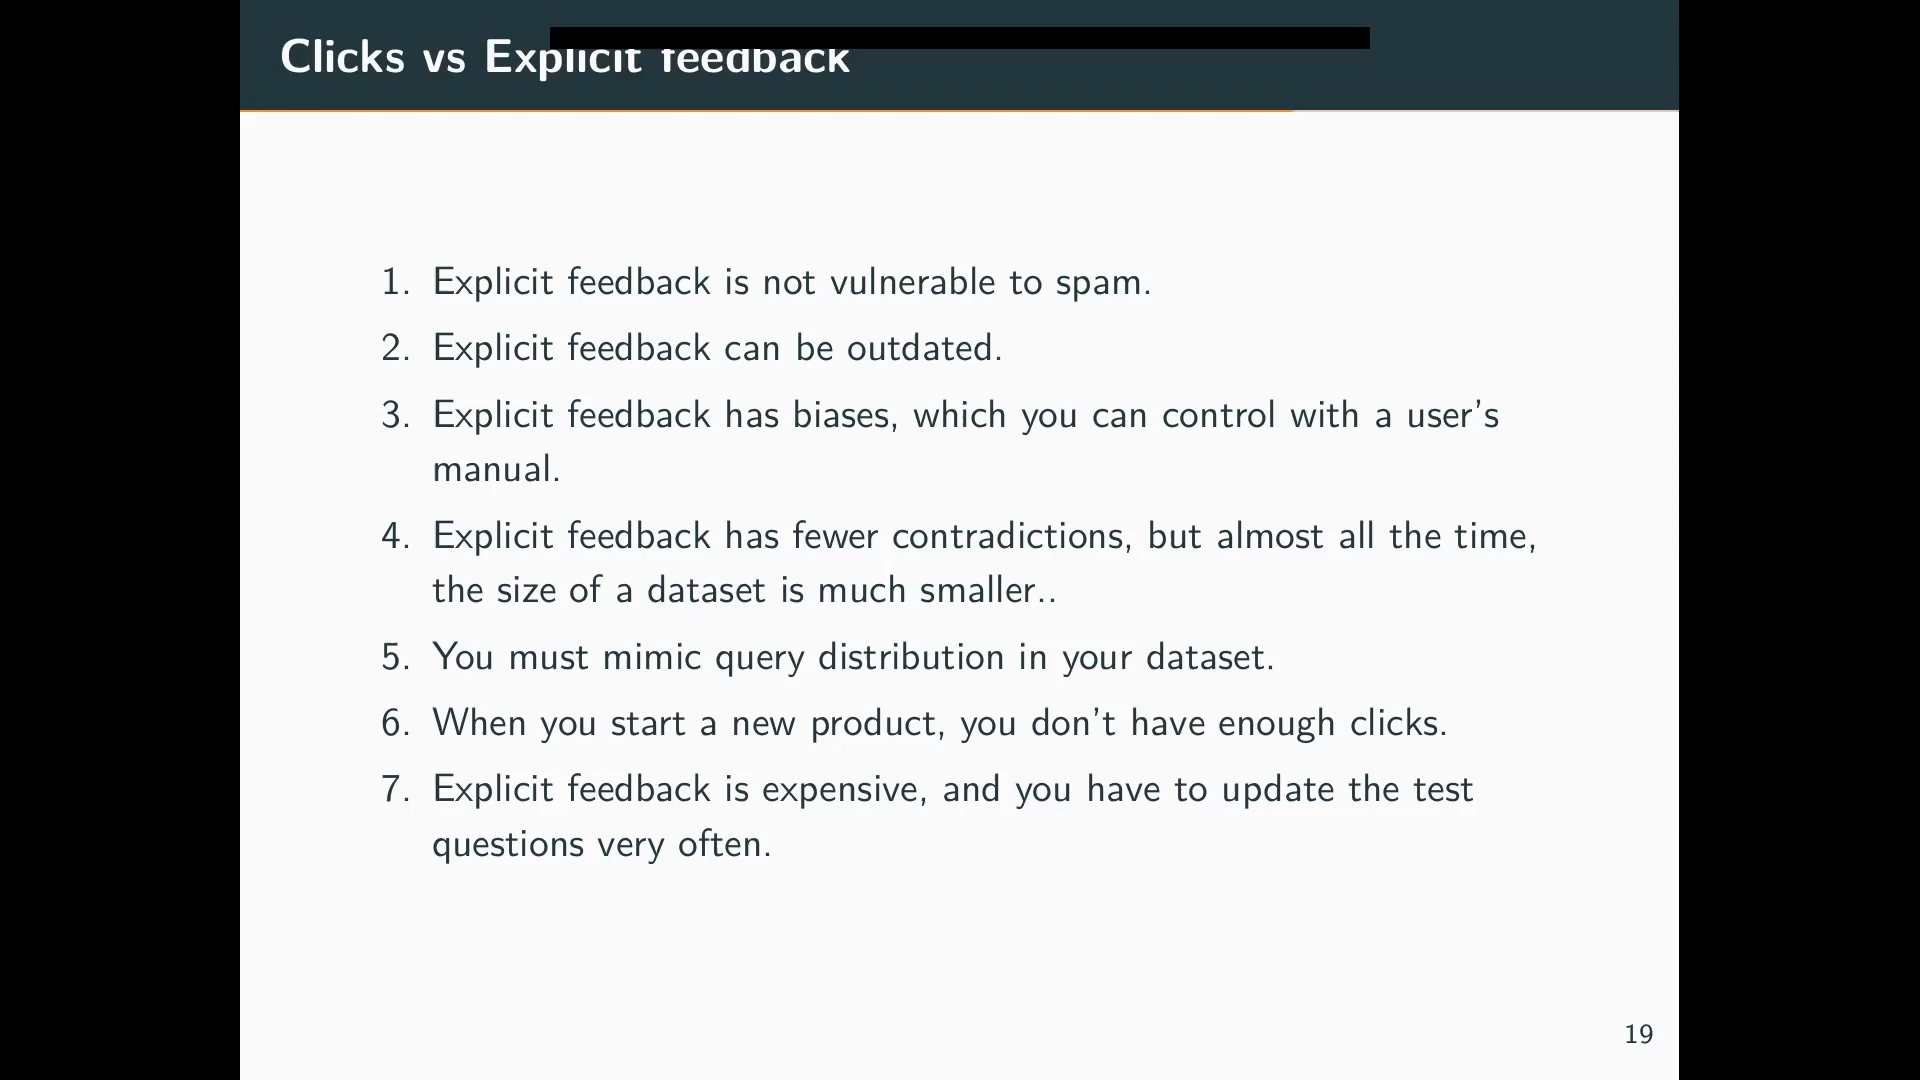 Clicks vs Explicit feedback
1. Explicit feedback is not vulnerable to spam.
2. Explicit feedback can be outdated.
3. Explicit feedback has biases, which you can control with a user's
manual.
4. Explicit feedback has fewer contradictions, but almost all the time,
the size of a dataset is much smaller..
5. You must mimic query distribution in your dataset.
6. When you start a new product, you don't have enough clicks.
7. Explicit feedback is expensive, and you have to update the test
questions very often.
19